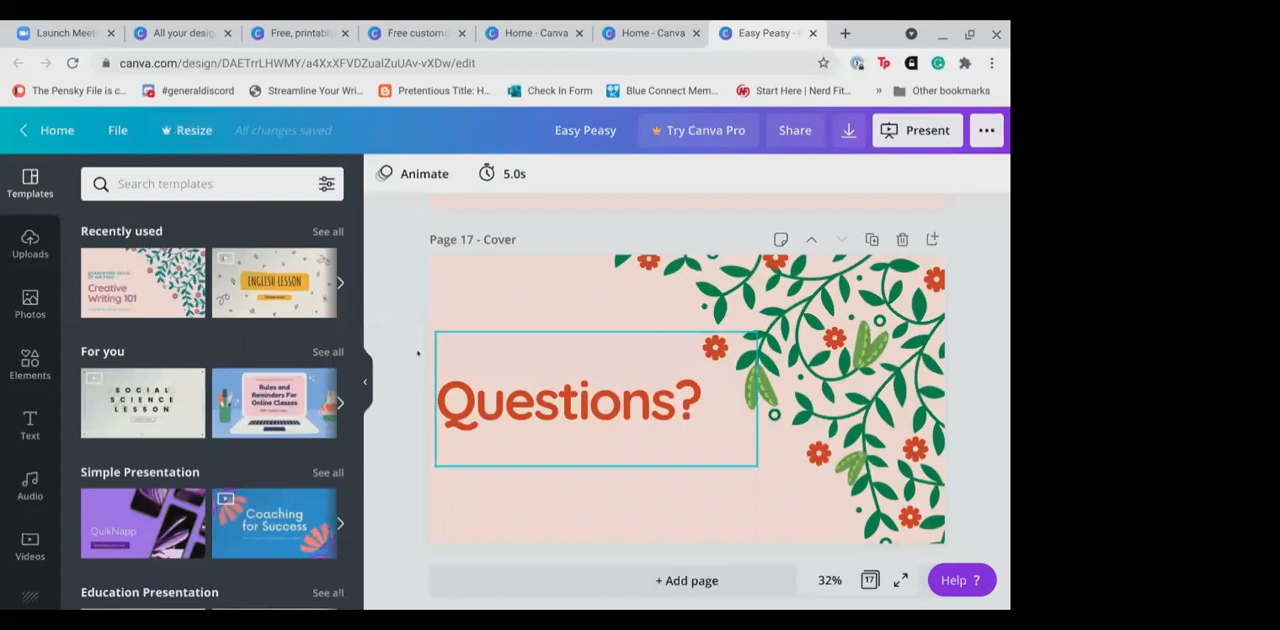 Launch Meet
All your desig
Free, printabl
Free customi
Home - Canva
Home - Canva
Easy Peasy -
canva.com/design/DAETrrLHWMY/a4XxXFVDZualZuUAv-vXDw/edit
The Pensky File is c...
#generaldiscord
Streamline Your Wri...
Pretentious Title: H...
Check In Form
Blue Connect Mem...
Start Here | Nerd Fit...
»
Other bookmarks
Home
File
Resize
All changes saved
Easy Peasy
Try Canva Pro
Share
Present
Templates
Search templates
Animate
5.0s
Uploads
Photos
Elements
Text
Audio
Videos
Recently used
See all
Creative
Writing 101
ENGLISH LESSON
For you
See all
SOCIAL
SCIENCE
LESSON
Rules and
Reminders For
Online Classes
Simple Presentation
See all
QuikNapp
Coaching
for Success
Education Presentation
See all
Page 17 - Cover
Questions?
+ Add page
32%
17
Help ?